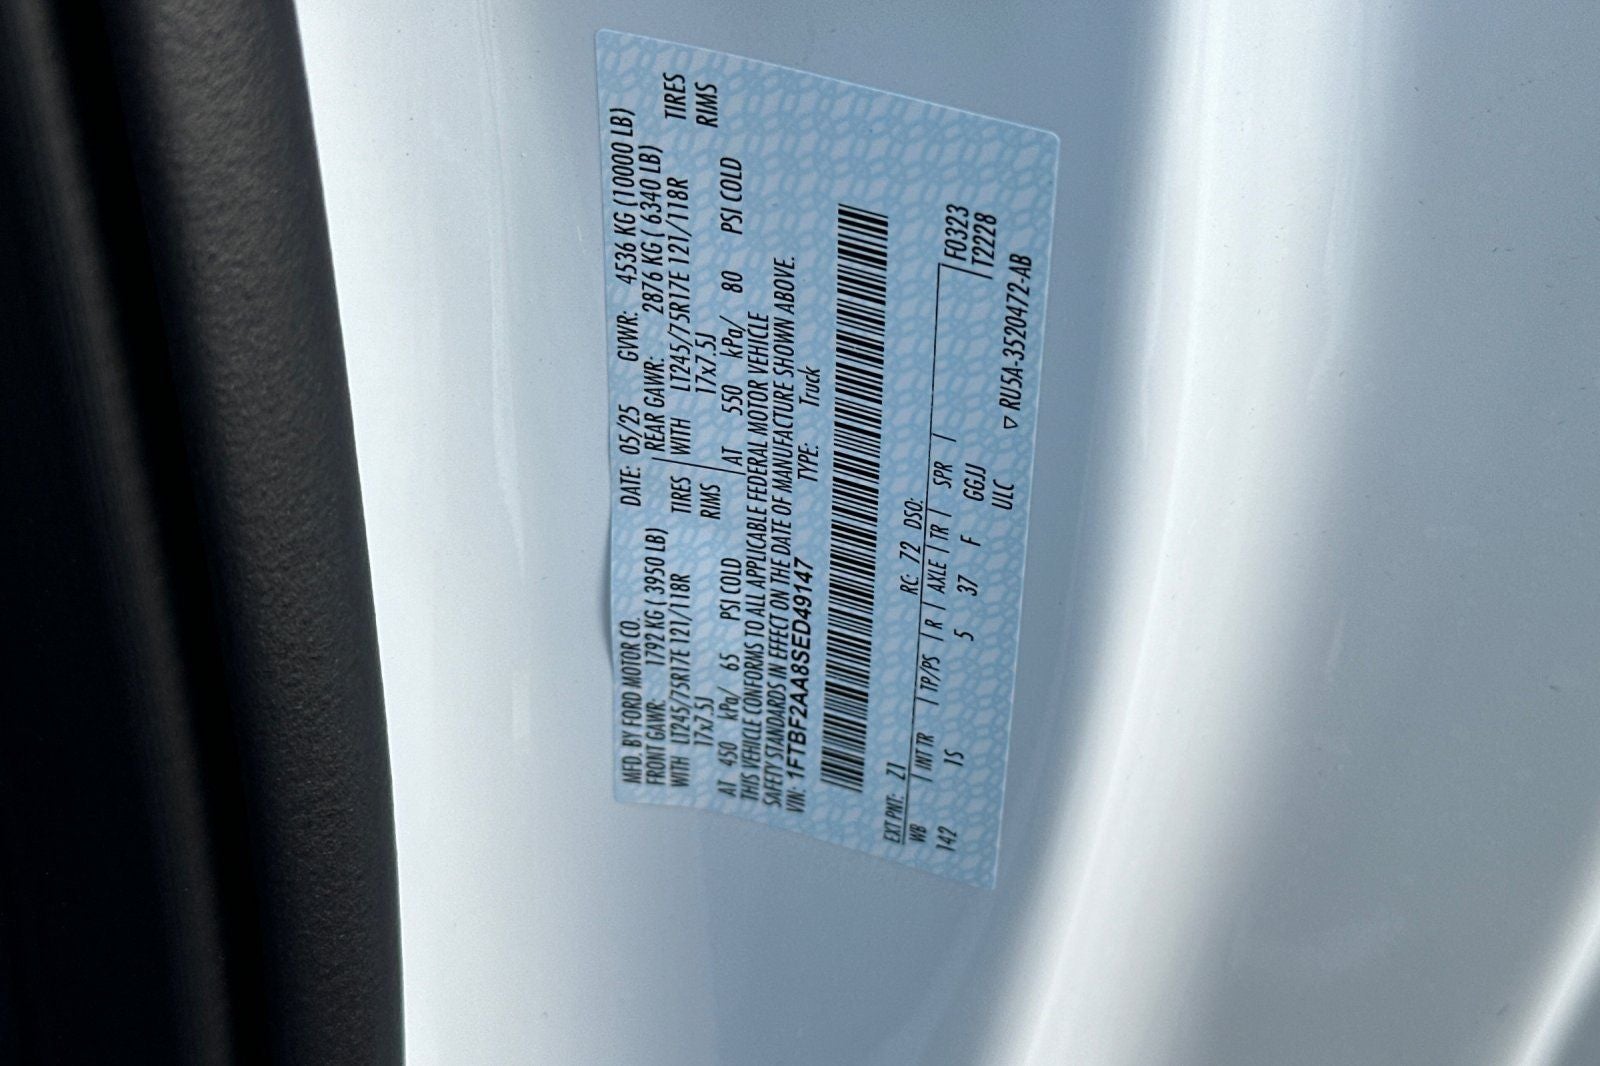 MFD. BY FORD MOTOR CO. DATE: 05/25 GVWR: 4536 KG (10000 LB)
FRONT GAWR: 1792 KG ( 3950 LB) REAR GAWR: 2876 KG ( 6340 LB)
WITH LT245/75R17E 121/118R TIRES WITH LT245/75R17E 121/118R TIRES
17x7.5J RIMS 17x7.5J RIMS
AT 450 kPa/ 65 PSI COLD AT 550 kPa/ 80 PSI COLD
THIS VEHICLE CONFORMS TO ALL APPLICABLE FEDERAL MOTOR VEHICLE
SAFETY STANDARDS IN EFFECT ON THE DATE OF MANUFACTURE SHOWN ABOVE.
VIN: 1FTBF2AA8SED49147 TYPE: Truck
EXT PNT: Z1 RC: 72 DSO: F0323
WB | INT TR | TP/PS | R | AXLE | TR | SPR | T2228
142 IS 5 37 F GGJJ
ULC ▽ RU5A-3520472-AB